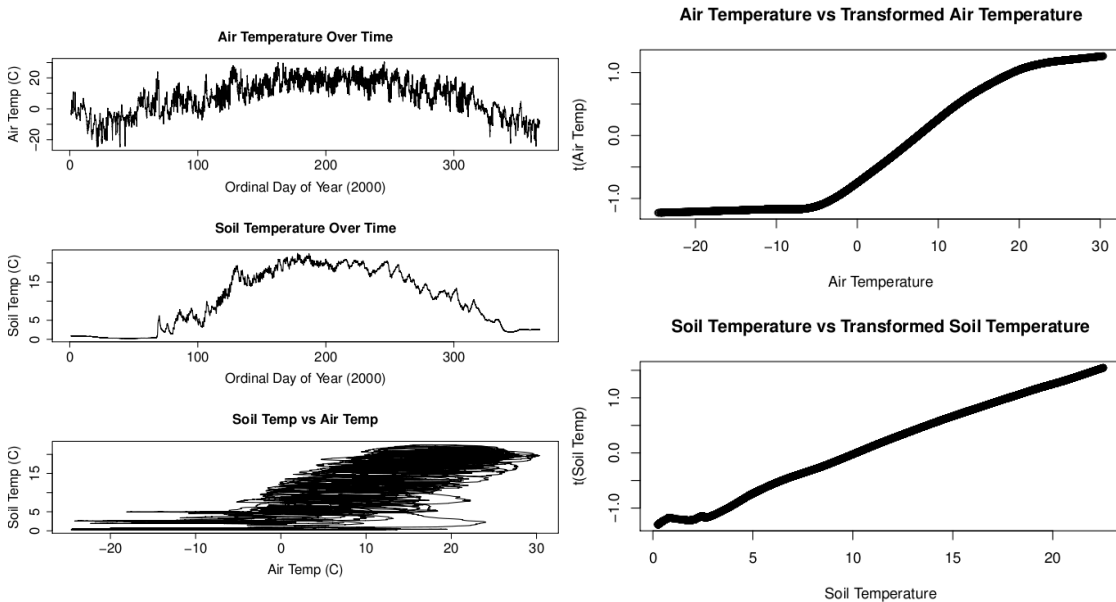 Air Temperature Over Time
Air Temp (C)
20
0
20
0
100
200
300
Ordinal Day of Year (2000)
Soil Temperature Over Time
Soil Temp (C)
15
5
0
0
100
200
300
Ordinal Day of Year (2000)
Soil Temp vs Air Temp
Soil Temp (C)
15
5
0
−20
−10
0
10
20
30
Air Temp (C)
Air Temperature vs Transformed Air Temperature
t(Air Temp)
1.0
0.0
−1.0
−20
−10
0
10
20
30
Air Temperature
Soil Temperature vs Transformed Soil Temperature
t(Soil Temp)
1.0
0.0
−1.0
0
5
10
15
20
Soil Temperature